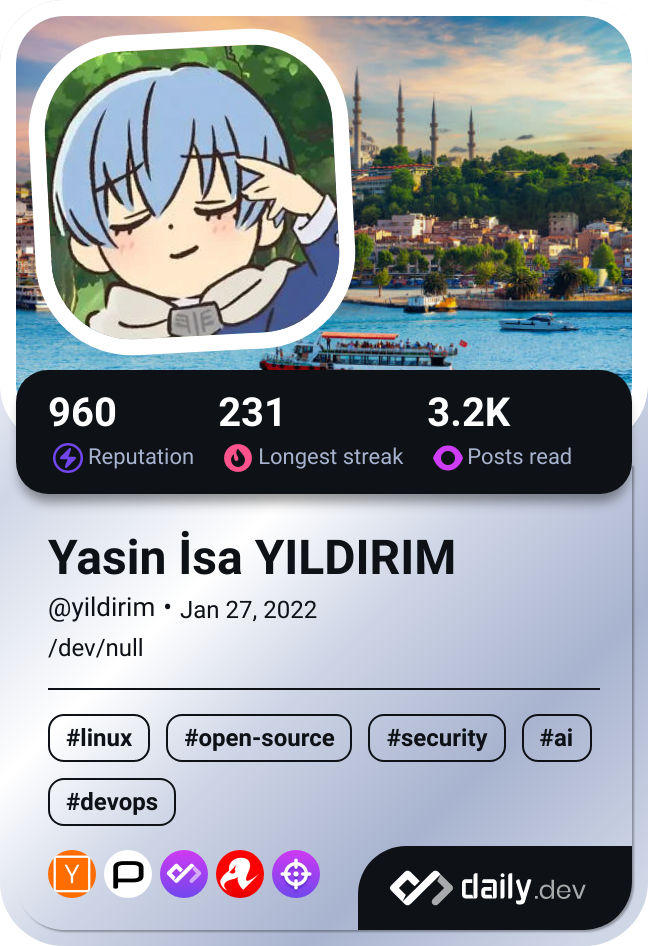 960 231 3.2K
Reputation Longest streak Posts read
Yasin İsa YILDIRIM
@yildirim • Jan 27, 2022
/dev/null
#linux #open-source #security #ai
#devops
Y
daily.dev